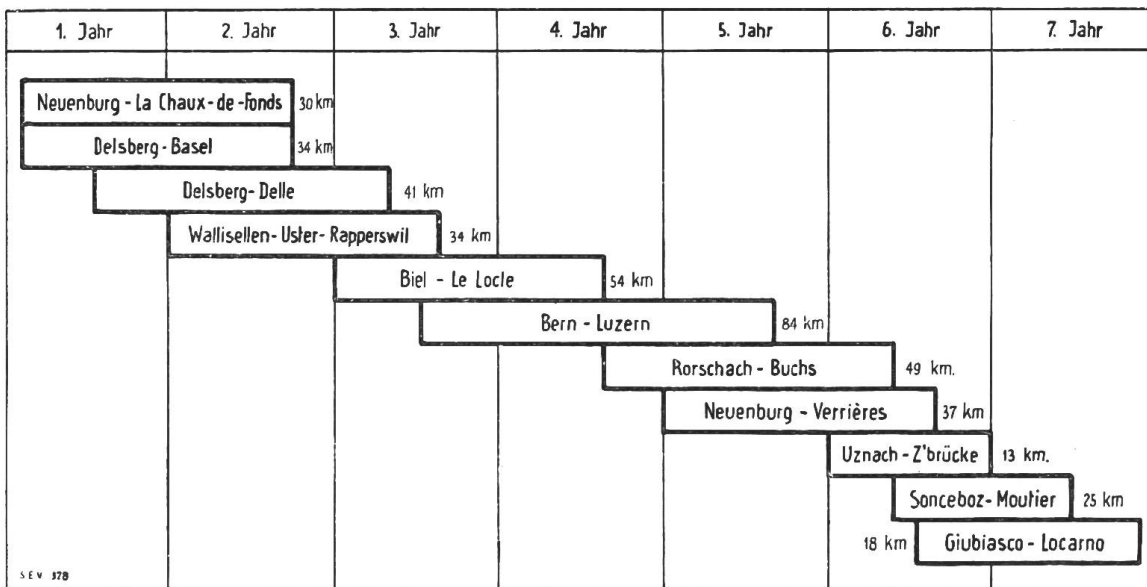 1. Jahr 2. Jahr 3. Jahr 4. Jahr 5. Jahr 6. Jahr 7. Jahr
Neuenburg - La Chaux - de - Fonds 30 km
Delsberg - Basel 34 km
Delsberg - Delle 41 km
Wallisellen - Uster - Rapperswil 34 km
Biel - Le Locle 54 km
Bern - Luzern 84 km
Rorschach - Buchs 49 km.
Neuenburg - Verrières 37 km
Uznach - Z'brücke 13 km.
Sonceboz - Moutier 25 km
18 km Giubiasco - Locarno
SEV 378